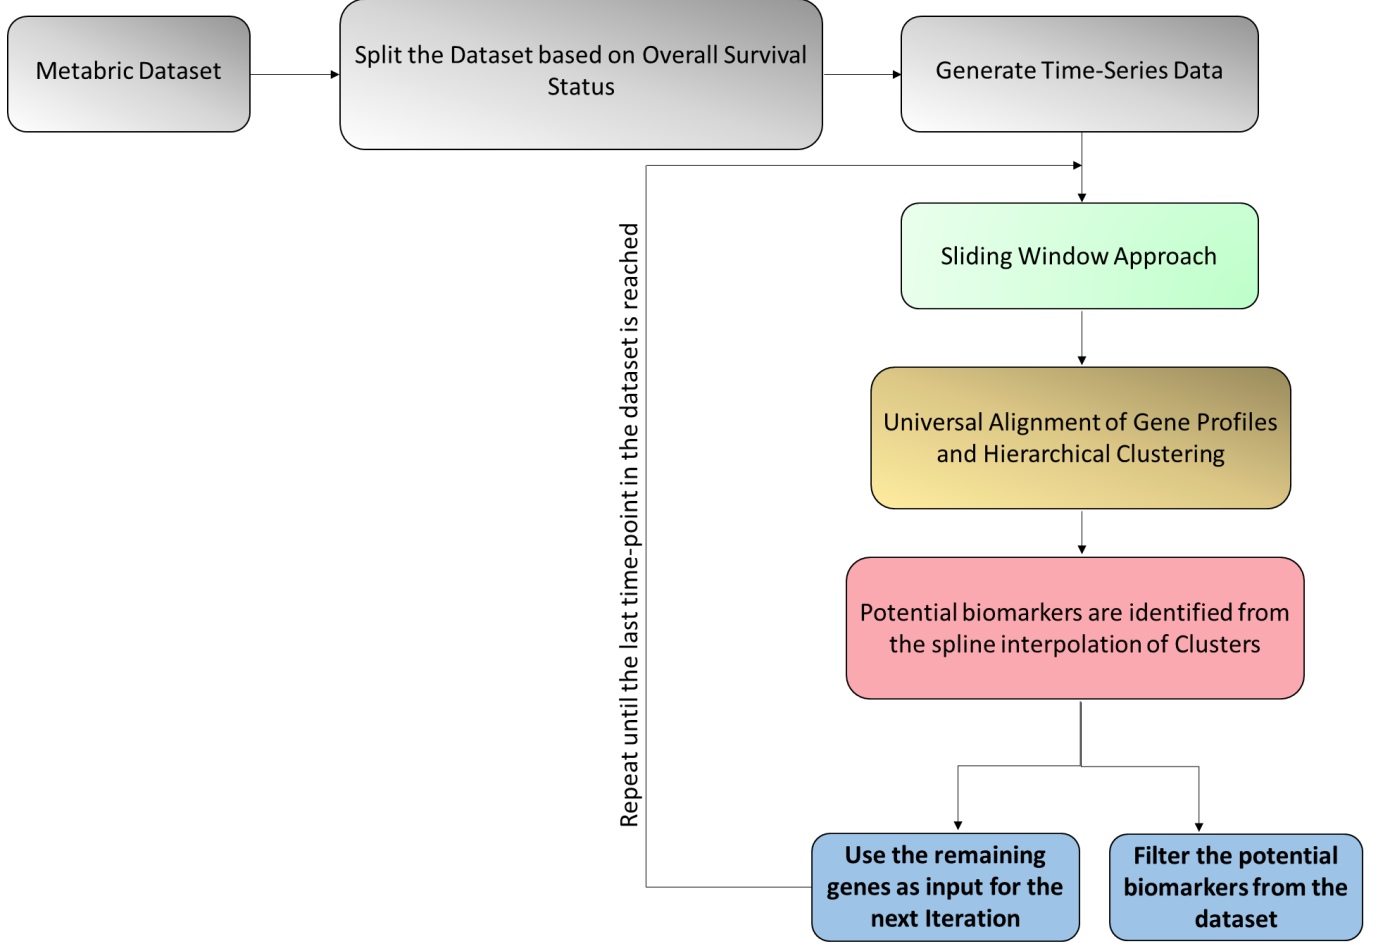 Metabric Dataset
Split the Dataset based on Overall Survival
Status
Generate Time-Series Data
Sliding Window Approach
Repeat until the last time-point in the dataset is reached
Universal Alignment of Gene Profiles
and Hierarchical Clustering
Potential biomarkers are identified from
the spline interpolation of Clusters
Use the remaining
genes as input for the
next Iteration
Filter the potential
biomarkers from the
dataset